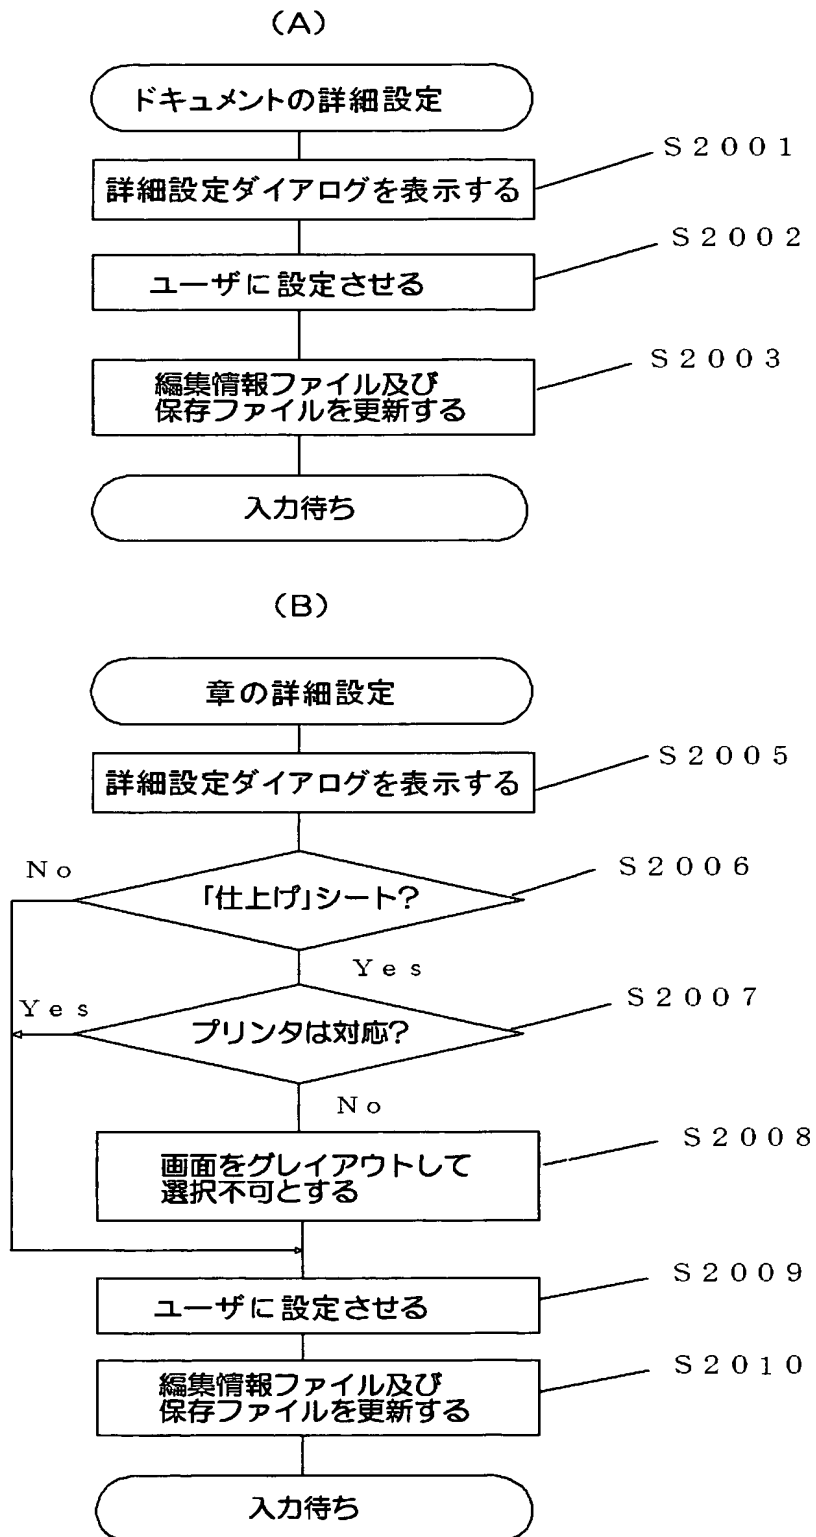 （A）
ドキュメントの詳細設定
S2001
詳細設定ダイアログを表示する
S2002
ユーザに設定させる
S2003
編集情報ファイル及び
保存ファイルを更新する
入力待ち
（B）
章の詳細設定
S2005
詳細設定ダイアログを表示する
No
S2006
「仕上げ」シート?
Yes
Yes
S2007
プリンタは対応?
No
S2008
画面をグレイアウトして
選択不可とする
S2009
ユーザに設定させる
S2010
編集情報ファイル及び
保存ファイルを更新する
入力待ち